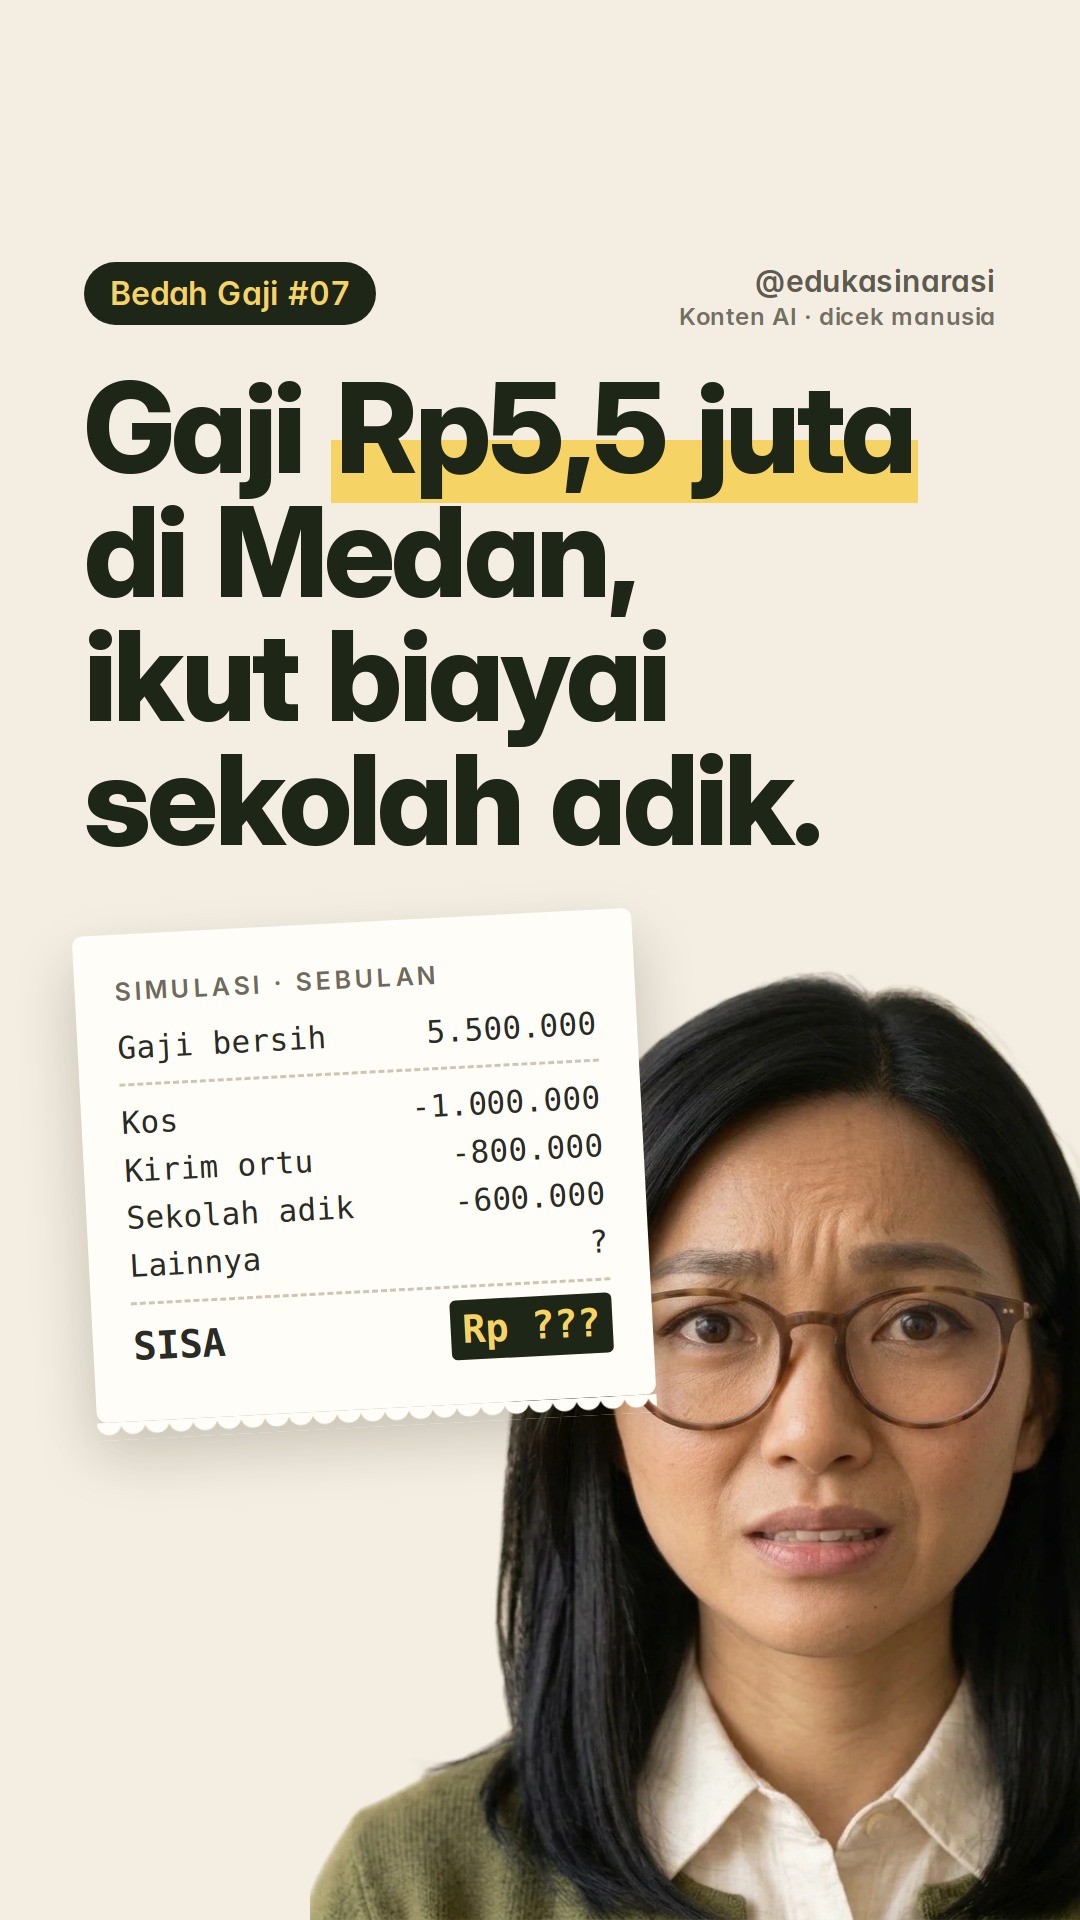 Bedah Gaji #07
@edukasinarasi
Konten AI · dicek manusia
Gaji Rp5,5 juta
di Medan,
ikut biayai
sekolah adik.
SIMULASI · SEBULAN
Gaji bersih 5.500.000
Kos -1.000.000
Kirim ortu -800.000
Sekolah adik -600.000
Lainnya ?
SISA Rp ???